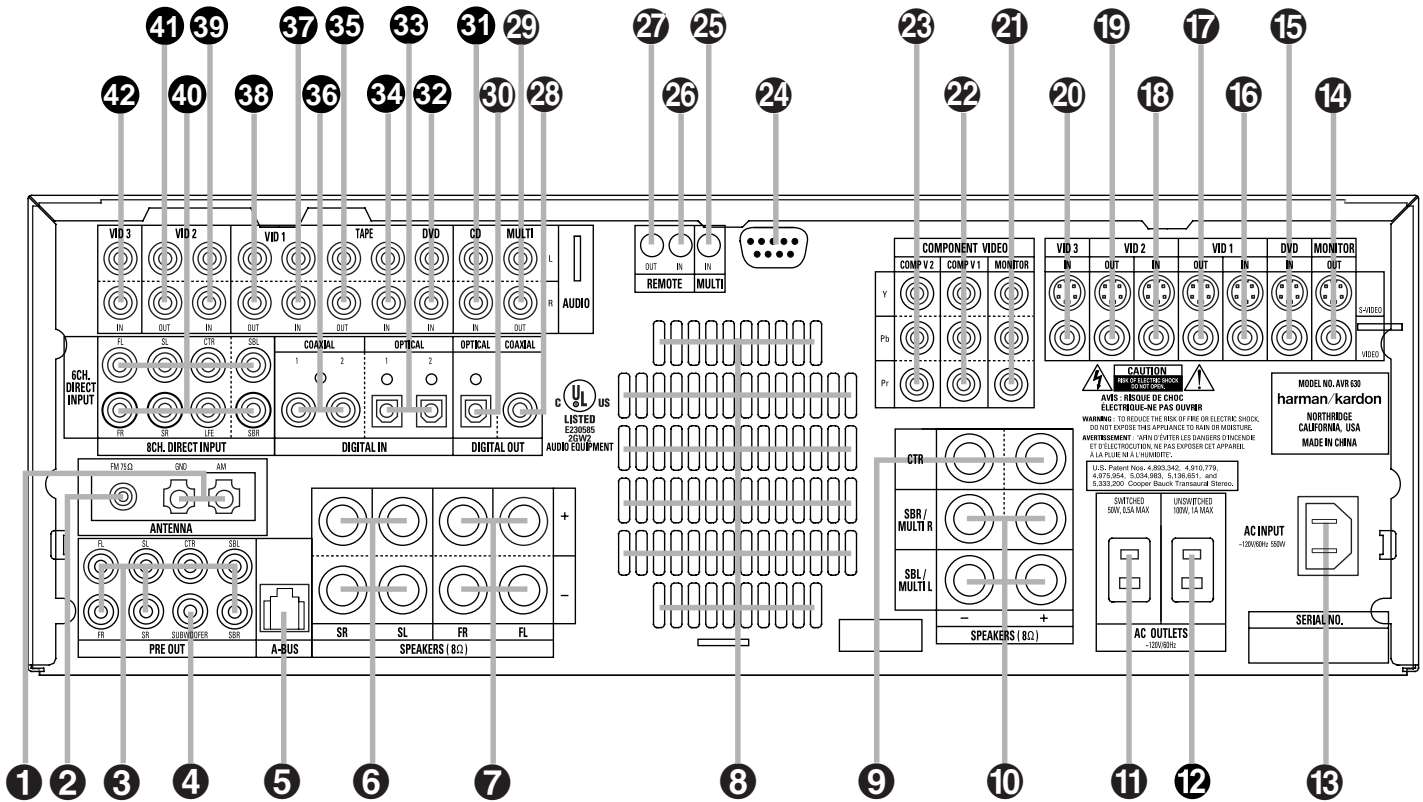 41 39 37 35 33 31 29 27 25 23 21 19 17 15
42 40 38 36 34 32 30 28 26 24 22 20 18 16 14
VID 3 VID 2 VID 1 TAPE DVD CD MULTI
L
R
AUDIO
IN OUT IN OUT IN OUT IN IN IN OUT
OUT IN IN
REMOTE MULTI
COMPONENT VIDEO
COMP V 2 COMP V 1 MONITOR
Y
Pb
Pr
VID 3 VID 2 VID 1 DVD MONITOR
IN OUT IN OUT IN IN OUT
S-VIDEO
VIDEO
6CH.
DIRECT
INPUT
FL SL CTR SBL
FR SR LFE SBR
8CH. DIRECT INPUT
COAXIAL OPTICAL OPTICAL COAXIAL
1 2 1 2
DIGITAL IN DIGITAL OUT
C UL US
LISTED
E230585
2GW2
AUDIO EQUIPMENT
CAUTION
RISK OF ELECTRIC SHOCK
DO NOT OPEN.
AVIS : RISQUE DE CHOC
ÉLECTRIQUE-NE PAS OUVRIR
WARNING : TO REDUCE THE RISK OF FIRE OR ELECTRIC SHOCK,
DO NOT EXPOSE THIS APPLIANCE TO RAIN OR MOISTURE.
AVERTISSEMENT : "AFIN D'ÉVITER LES DANGERS D'INCENDIE
ET D'ÉLECTROCUTION, NE PAS EXPOSER CET APPAREIL
À LA PLUIE NI À L'HUMIDITE".
U.S. Patent Nos. 4,893,342, 4,910,779,
4,975,954, 5,034,983, 5,136,651, and
5,333,200 Cooper Bauck Transaural Stereo.
MODEL NO. AVR 630
harman/kardon
NORTHRIDGE
CALIFORNIA, USA
MADE IN CHINA
FM 75Ω GND AM
ANTENNA
FL SL CTR SBL
FR SR SUBWOOFER SBR
PRE OUT
A-BUS
+
–
SR SL FR FL
SPEAKERS ( 8Ω )
CTR
SBR /
MULTI R
SBL /
MULTI L
– +
SPEAKERS ( 8Ω )
SWITCHED
50W, 0.5A MAX
UNSWITCHED
100W, 1A MAX
AC OUTLETS
~120V/60Hz
AC INPUT
~120V/60Hz 550W
SERIAL NO.
1 2 3 4 5 6 7 8 9 10 11 12 13